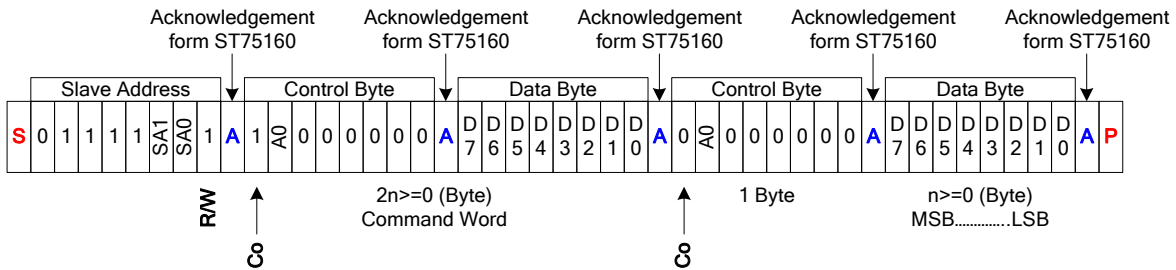 Acknowledgement
form ST75160
Acknowledgement
form ST75160
Acknowledgement
form ST75160
Acknowledgement
form ST75160
Acknowledgement
form ST75160
Slave Address
Control Byte
Data Byte
Control Byte
Data Byte
S 0 1 1 1 1 SA1 SA0 1 A 1 A0 0 0 0 0 0 0 A D7 D6 D5 D4 D3 D2 D1 D0 A 0 A0 0 0 0 0 0 0 A D7 D6 D5 D4 D3 D2 D1 D0 A P
R/W
Co
2n>=0 (Byte)
Command Word
Co
1 Byte
n>=0 (Byte)
MSB..............LSB